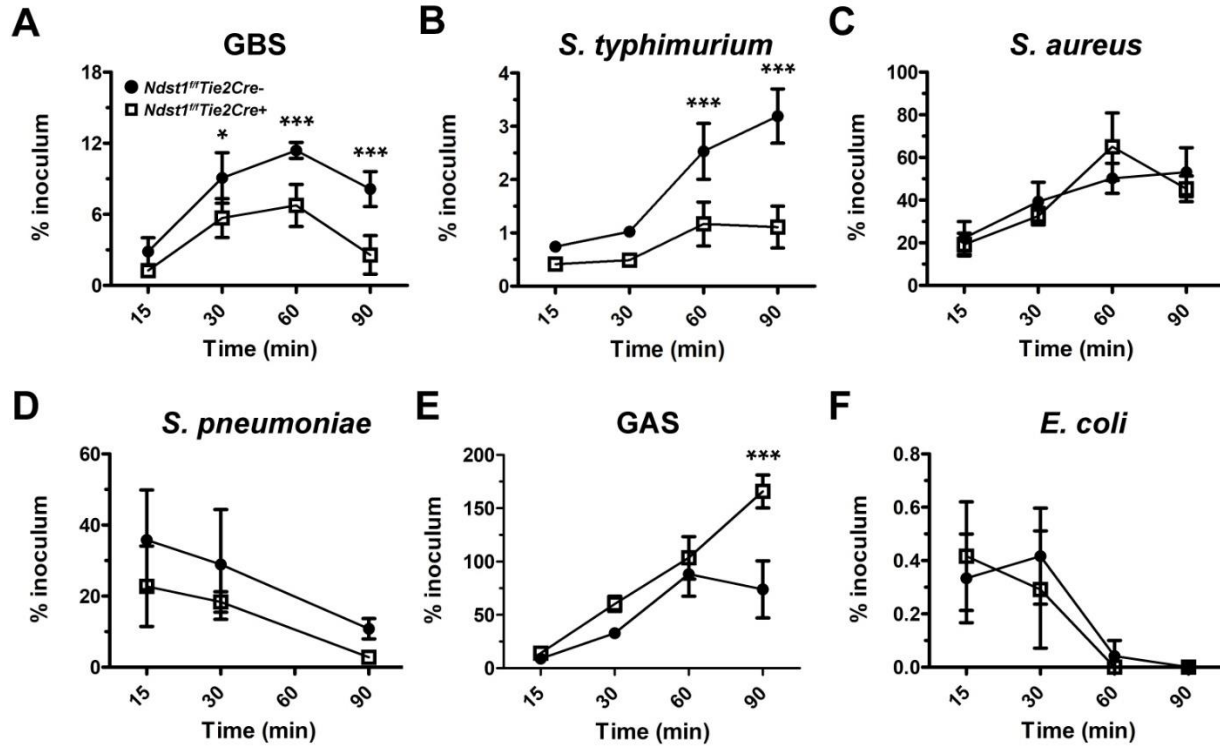 A
GBS
% inoculum
18
12
6
0
Ndst1f/fTie2Cre-
Ndst1f/fTie2Cre+
*
***
***
15
30
60
90
Time (min)
B
S. typhimurium
% inoculum
4
3
2
1
0
***
***
15
30
60
90
Time (min)
C
S. aureus
% inoculum
100
80
60
40
20
0
15
30
60
90
Time (min)
D
S. pneumoniae
% inoculum
60
40
20
0
15
30
60
90
Time (min)
E
GAS
% inoculum
200
150
100
50
0
***
15
30
60
90
Time (min)
F
E. coli
% inoculum
0.8
0.6
0.4
0.2
0.0
15
30
60
90
Time (min)